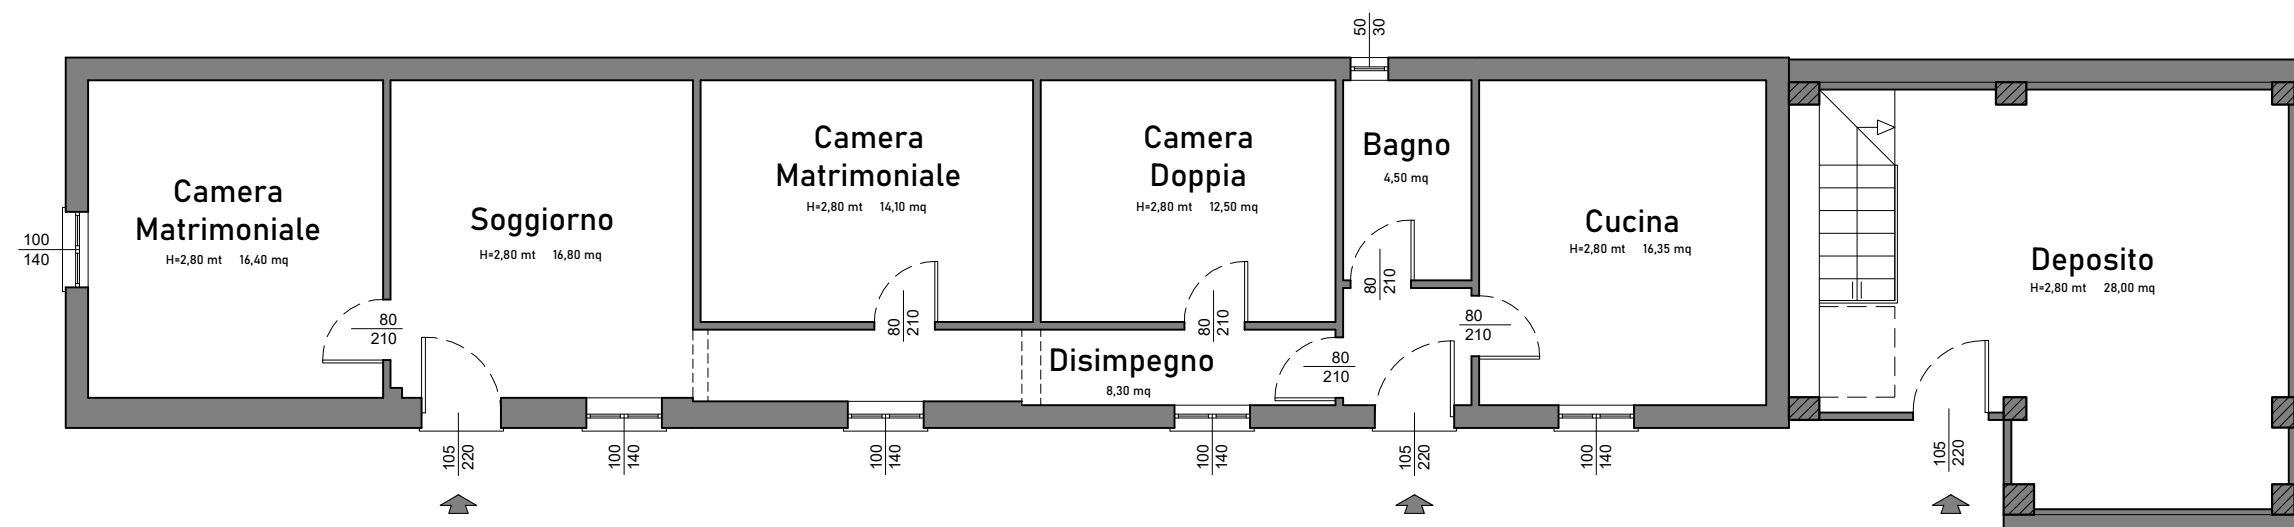 50
30
Camera
Matrimoniale
H=2,80 mt 16,40 mq
Soggiorno
H=2,80 mt 16,80 mq
Camera
Matrimoniale
H=2,80 mt 14,10 mq
Camera
Doppia
H=2,80 mt 12,50 mq
Bagno
4,50 mq
Cucina
H=2,80 mt 16,35 mq
Deposito
H=2,80 mt 28,00 mq
Disimpegno
8,30 mq
100
140
80
210
80
210
80
210
80
210
80
210
80
210
105
220
100
140
100
140
100
140
105
220
100
140
105
220